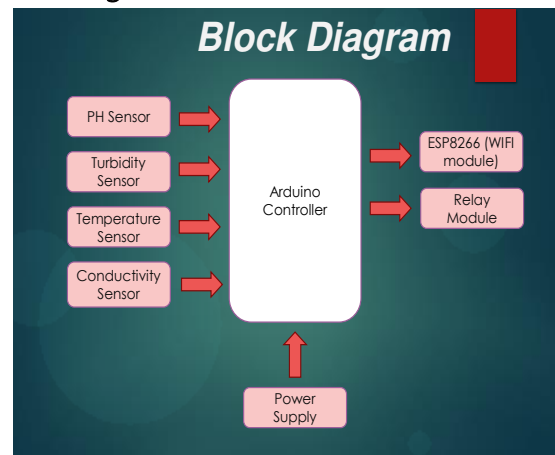 Block Diagram
PH Sensor
Turbidity
Sensor
Temperature
Sensor
Conductivity
Sensor
Arduino
Controller
ESP8266 (WIFI
module)
Relay
Module
Power
Supply